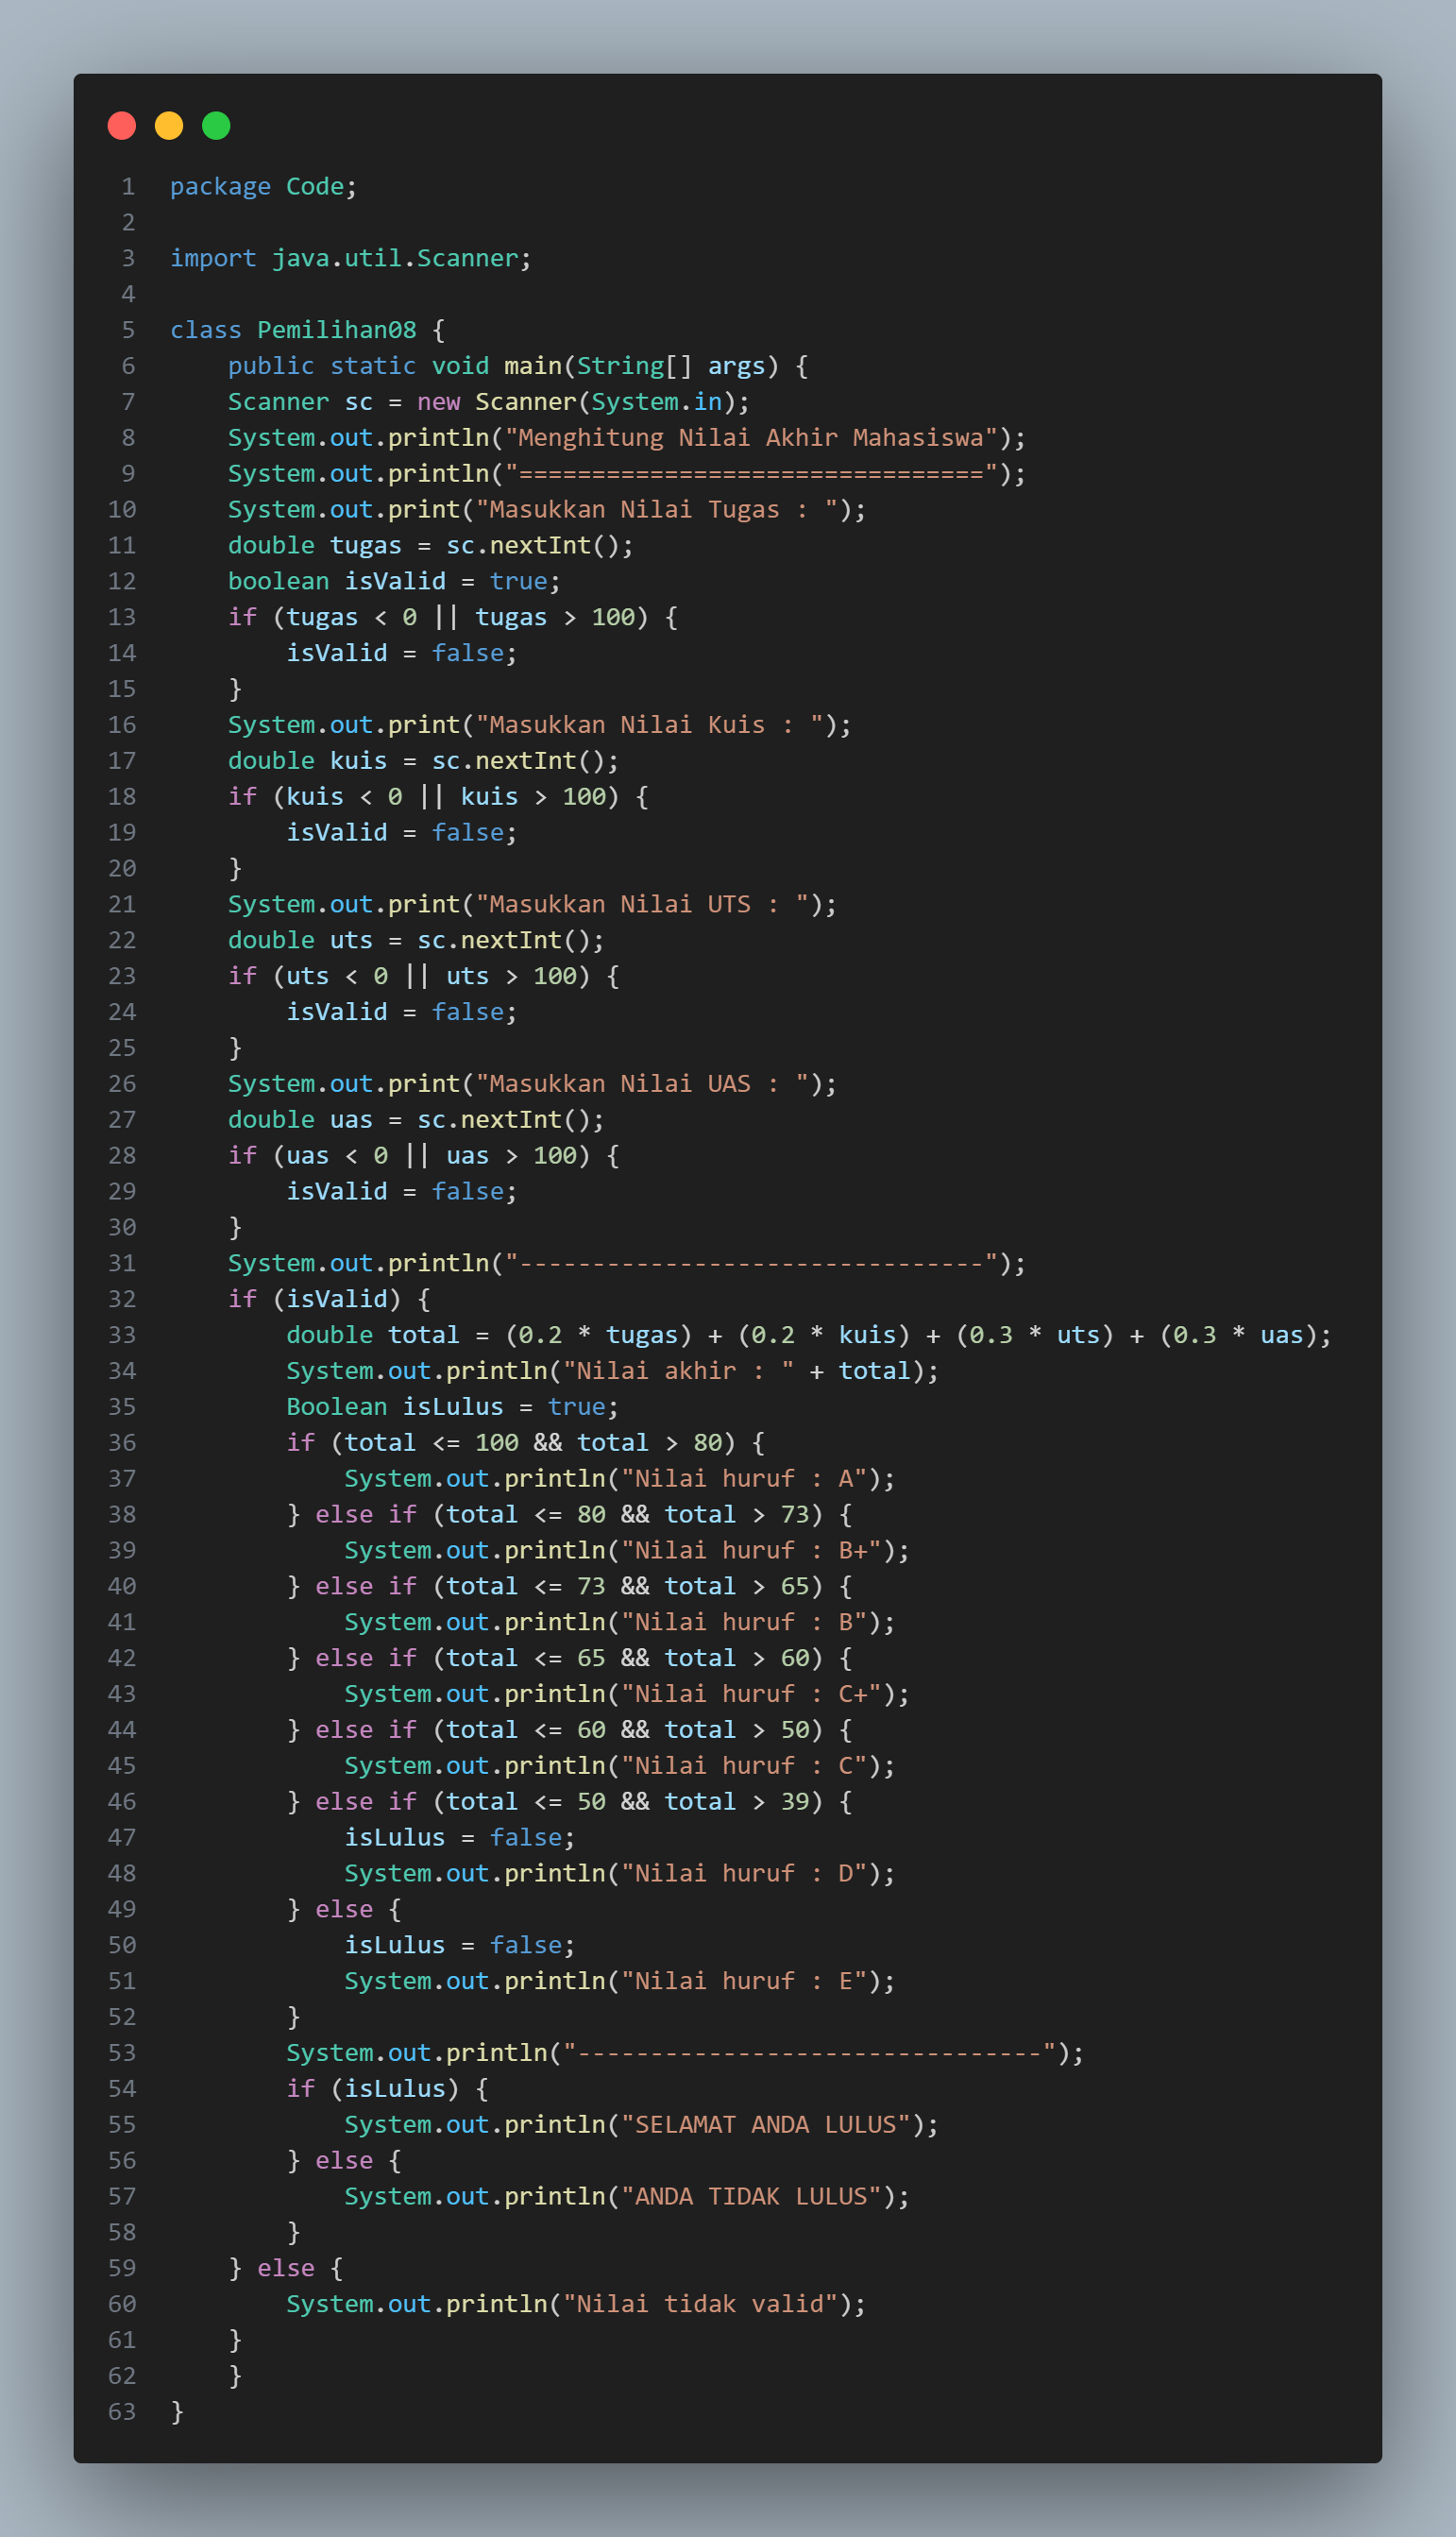 1 package Code;
2
3 import java.util.Scanner;
4
5 class Pemilihan08 {
6     public static void main(String[] args) {
7     Scanner sc = new Scanner(System.in);
8     System.out.println("Menghitung Nilai Akhir Mahasiswa");
9     System.out.println("================================");
10     System.out.print("Masukkan Nilai Tugas : ");
11     double tugas = sc.nextInt();
12     boolean isValid = true;
13     if (tugas < 0 || tugas > 100) {
14         isValid = false;
15     }
16     System.out.print("Masukkan Nilai Kuis : ");
17     double kuis = sc.nextInt();
18     if (kuis < 0 || kuis > 100) {
19         isValid = false;
20     }
21     System.out.print("Masukkan Nilai UTS : ");
22     double uts = sc.nextInt();
23     if (uts < 0 || uts > 100) {
24         isValid = false;
25     }
26     System.out.print("Masukkan Nilai UAS : ");
27     double uas = sc.nextInt();
28     if (uas < 0 || uas > 100) {
29         isValid = false;
30     }
31     System.out.println("--------------------------------");
32     if (isValid) {
33         double total = (0.2 * tugas) + (0.2 * kuis) + (0.3 * uts) + (0.3 * uas);
34         System.out.println("Nilai akhir : " + total);
35         Boolean isLulus = true;
36         if (total <= 100 && total > 80) {
37             System.out.println("Nilai huruf : A");
38         } else if (total <= 80 && total > 73) {
39             System.out.println("Nilai huruf : B+");
40         } else if (total <= 73 && total > 65) {
41             System.out.println("Nilai huruf : B");
42         } else if (total <= 65 && total > 60) {
43             System.out.println("Nilai huruf : C+");
44         } else if (total <= 60 && total > 50) {
45             System.out.println("Nilai huruf : C");
46         } else if (total <= 50 && total > 39) {
47             isLulus = false;
48             System.out.println("Nilai huruf : D");
49         } else {
50             isLulus = false;
51             System.out.println("Nilai huruf : E");
52         }
53         System.out.println("--------------------------------");
54         if (isLulus) {
55             System.out.println("SELAMAT ANDA LULUS");
56         } else {
57             System.out.println("ANDA TIDAK LULUS");
58         }
59     } else {
60         System.out.println("Nilai tidak valid");
61     }
62     }
63 }